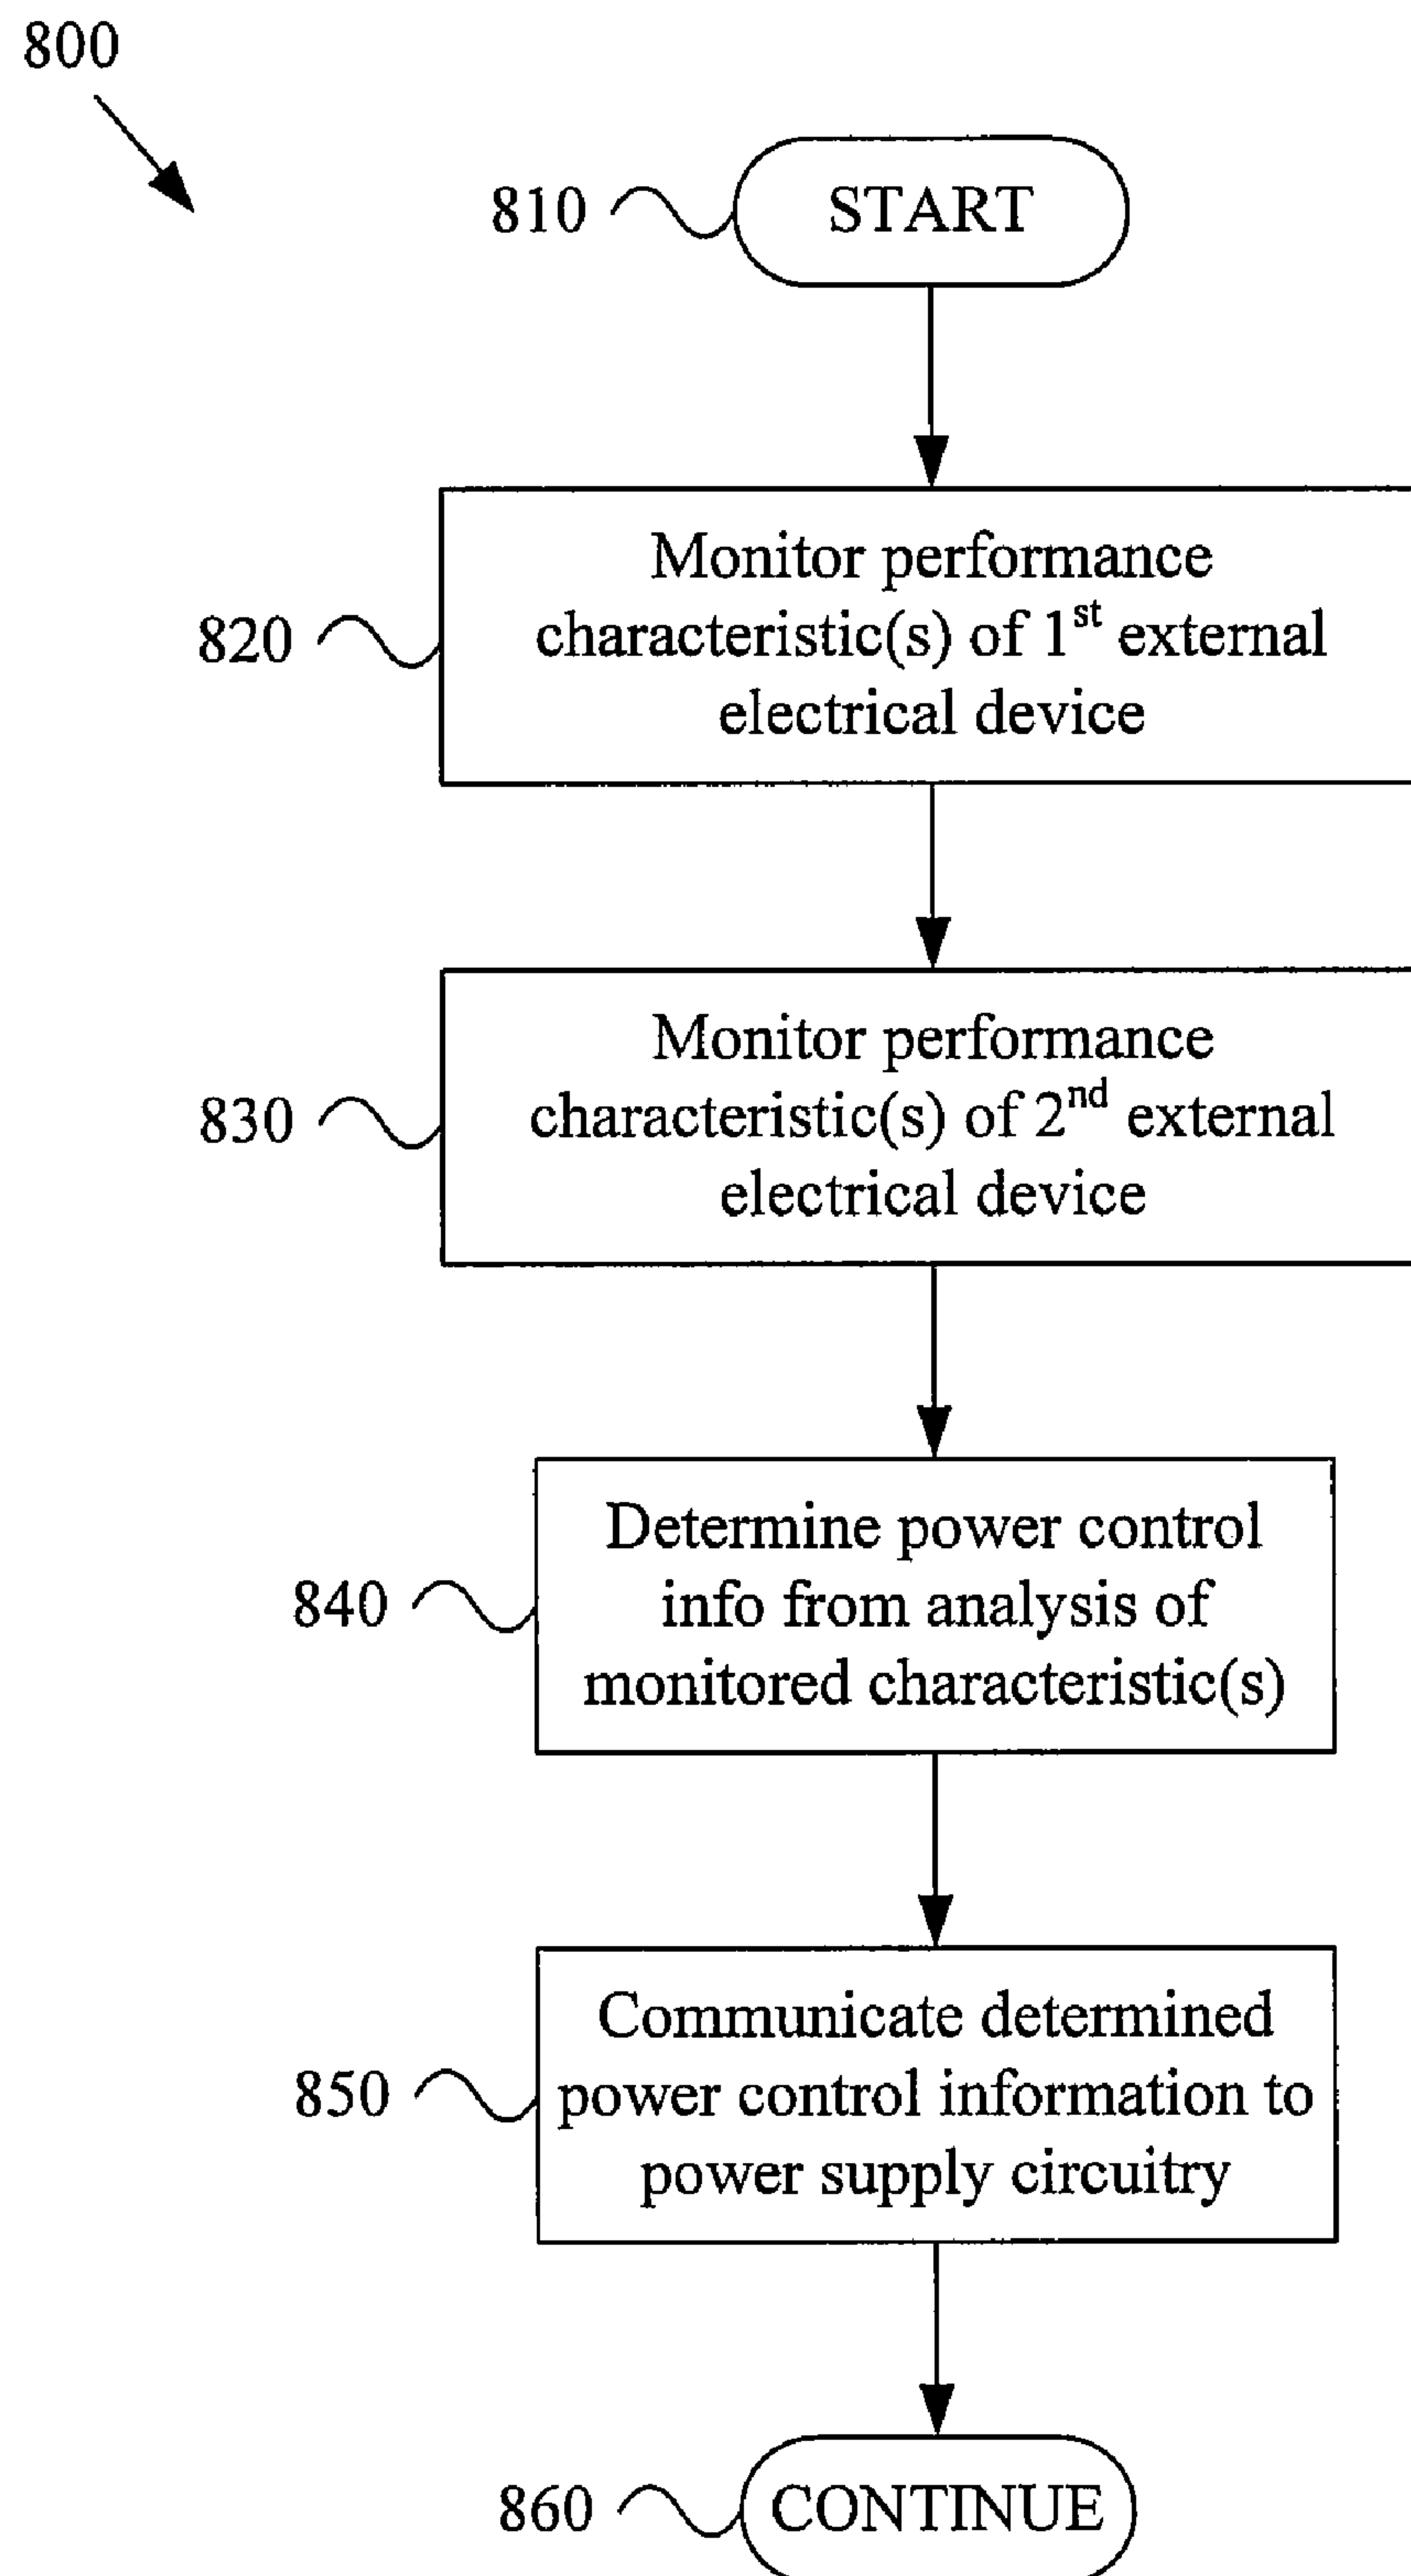 800
810 START
820
Monitor performance
characteristic(s) of 1st external
electrical device
830
Monitor performance
characteristic(s) of 2nd external
electrical device
840
Determine power control
info from analysis of
monitored characteristic(s)
850
Communicate determined
power control information to
power supply circuitry
860 CONTINUE